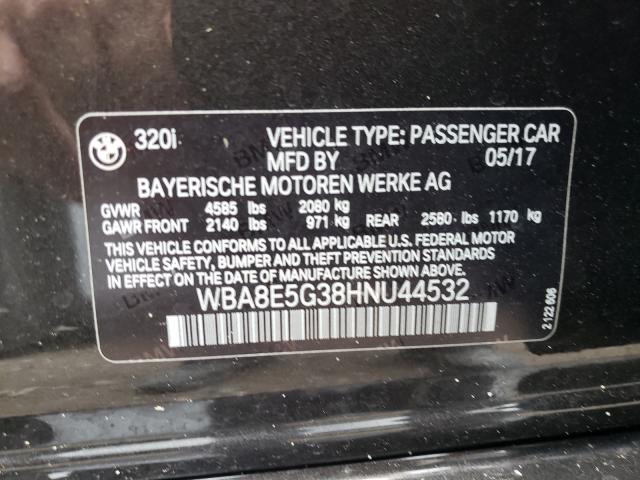 320i VEHICLE TYPE: PASSENGER CAR
MFD BY 05/17
BAYERISCHE MOTOREN WERKE AG
GVWR 4585 lbs 2080 kg
GAWR FRONT 2140 lbs 971 kg REAR 2580 lbs 1170 kg
THIS VEHICLE CONFORMS TO ALL APPLICABLE U.S. FEDERAL MOTOR
VEHICLE SAFETY, BUMPER AND THEFT PREVENTION STANDARDS
IN EFFECT ON THE DATE OF MANUFACTURE SHOWN ABOVE.
WBA8E5G38HNU44532
2 122 606